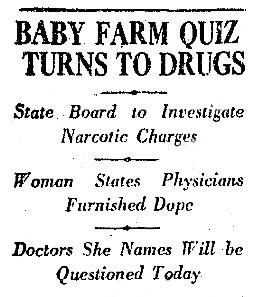 BABY FARM QUIZ
TURNS TO DRUGS
State Board to Investigate
Narcotic Charges
Woman States Physicians
Furnished Dope
Doctors She Names Will be
Questioned Today